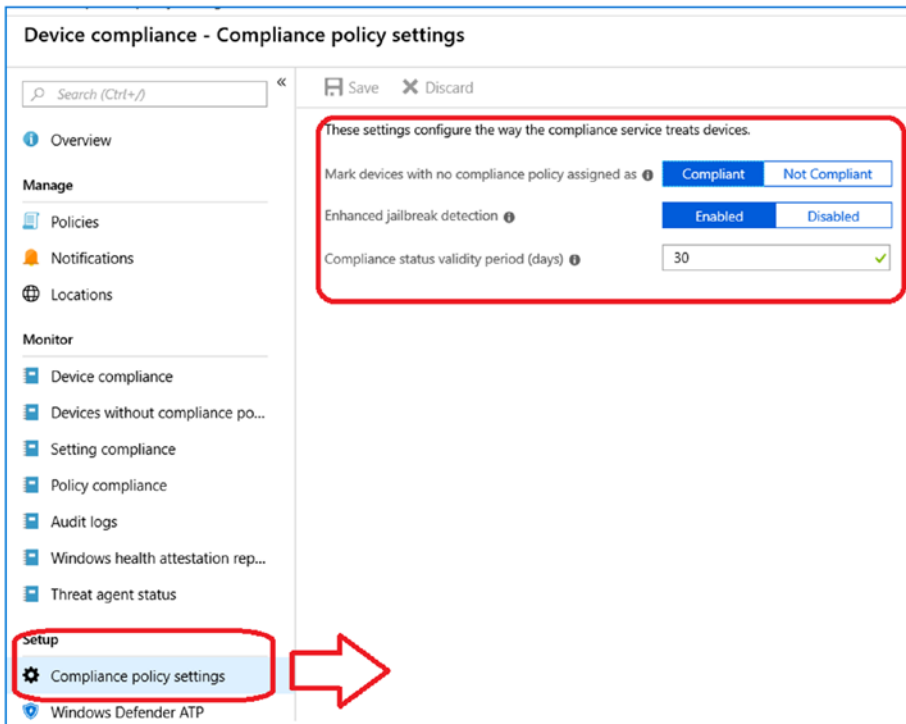 Device compliance - Compliance policy settings
Search (Ctrl+/)
«
Save
Discard
Overview
Manage
Policies
Notifications
Locations
Monitor
Device compliance
Devices without compliance po...
Setting compliance
Policy compliance
Audit logs
Windows health attestation rep...
Threat agent status
Setup
Compliance policy settings
Windows Defender ATP
These settings configure the way the compliance service treats devices.
Mark devices with no compliance policy assigned as
Compliant
Not Compliant
Enhanced jailbreak detection
Enabled
Disabled
Compliance status validity period (days)
30